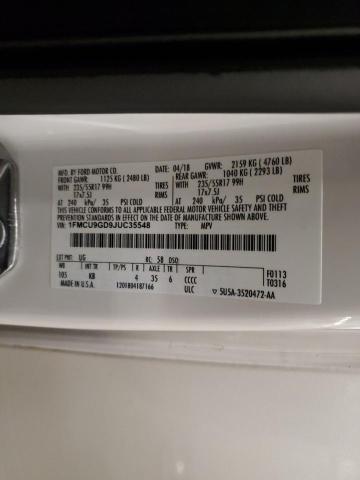 MFD. BY FORD MOTOR CO. DATE: 04/18 GVWR: 2159 KG ( 4760 LB)
FRONT GAWR: 1125 KG ( 2480 LB) REAR GAWR: 1040 KG ( 2293 LB)
WITH TIRES WITH TIRES
235/55R17 99H 235/55R17 99H
17x7.5J RIMS 17x7.5J RIMS
AT 240 kPa/ 35 PSI COLD AT 240 kPa/ 35 PSI COLD
THIS VEHICLE CONFORMS TO ALL APPLICABLE FEDERAL MOTOR VEHICLE SAFETY, BUMPER, AND THEFT
PREVENTION STANDARDS IN EFFECT ON THE DATE OF MANUFACTURE SHOWN ABOVE.
VIN: 1FMCU9GD9JUC35548 TYPE: MPV
EXT PNT: UG RC: 58 DSO: F0113
WB INT TR TP/PS R AXLE TR SPR T0316
105 KB 4 35 6 CCCC
MADE IN U.S.A. 1201804187166 ULC 5U5A-3520472-AA